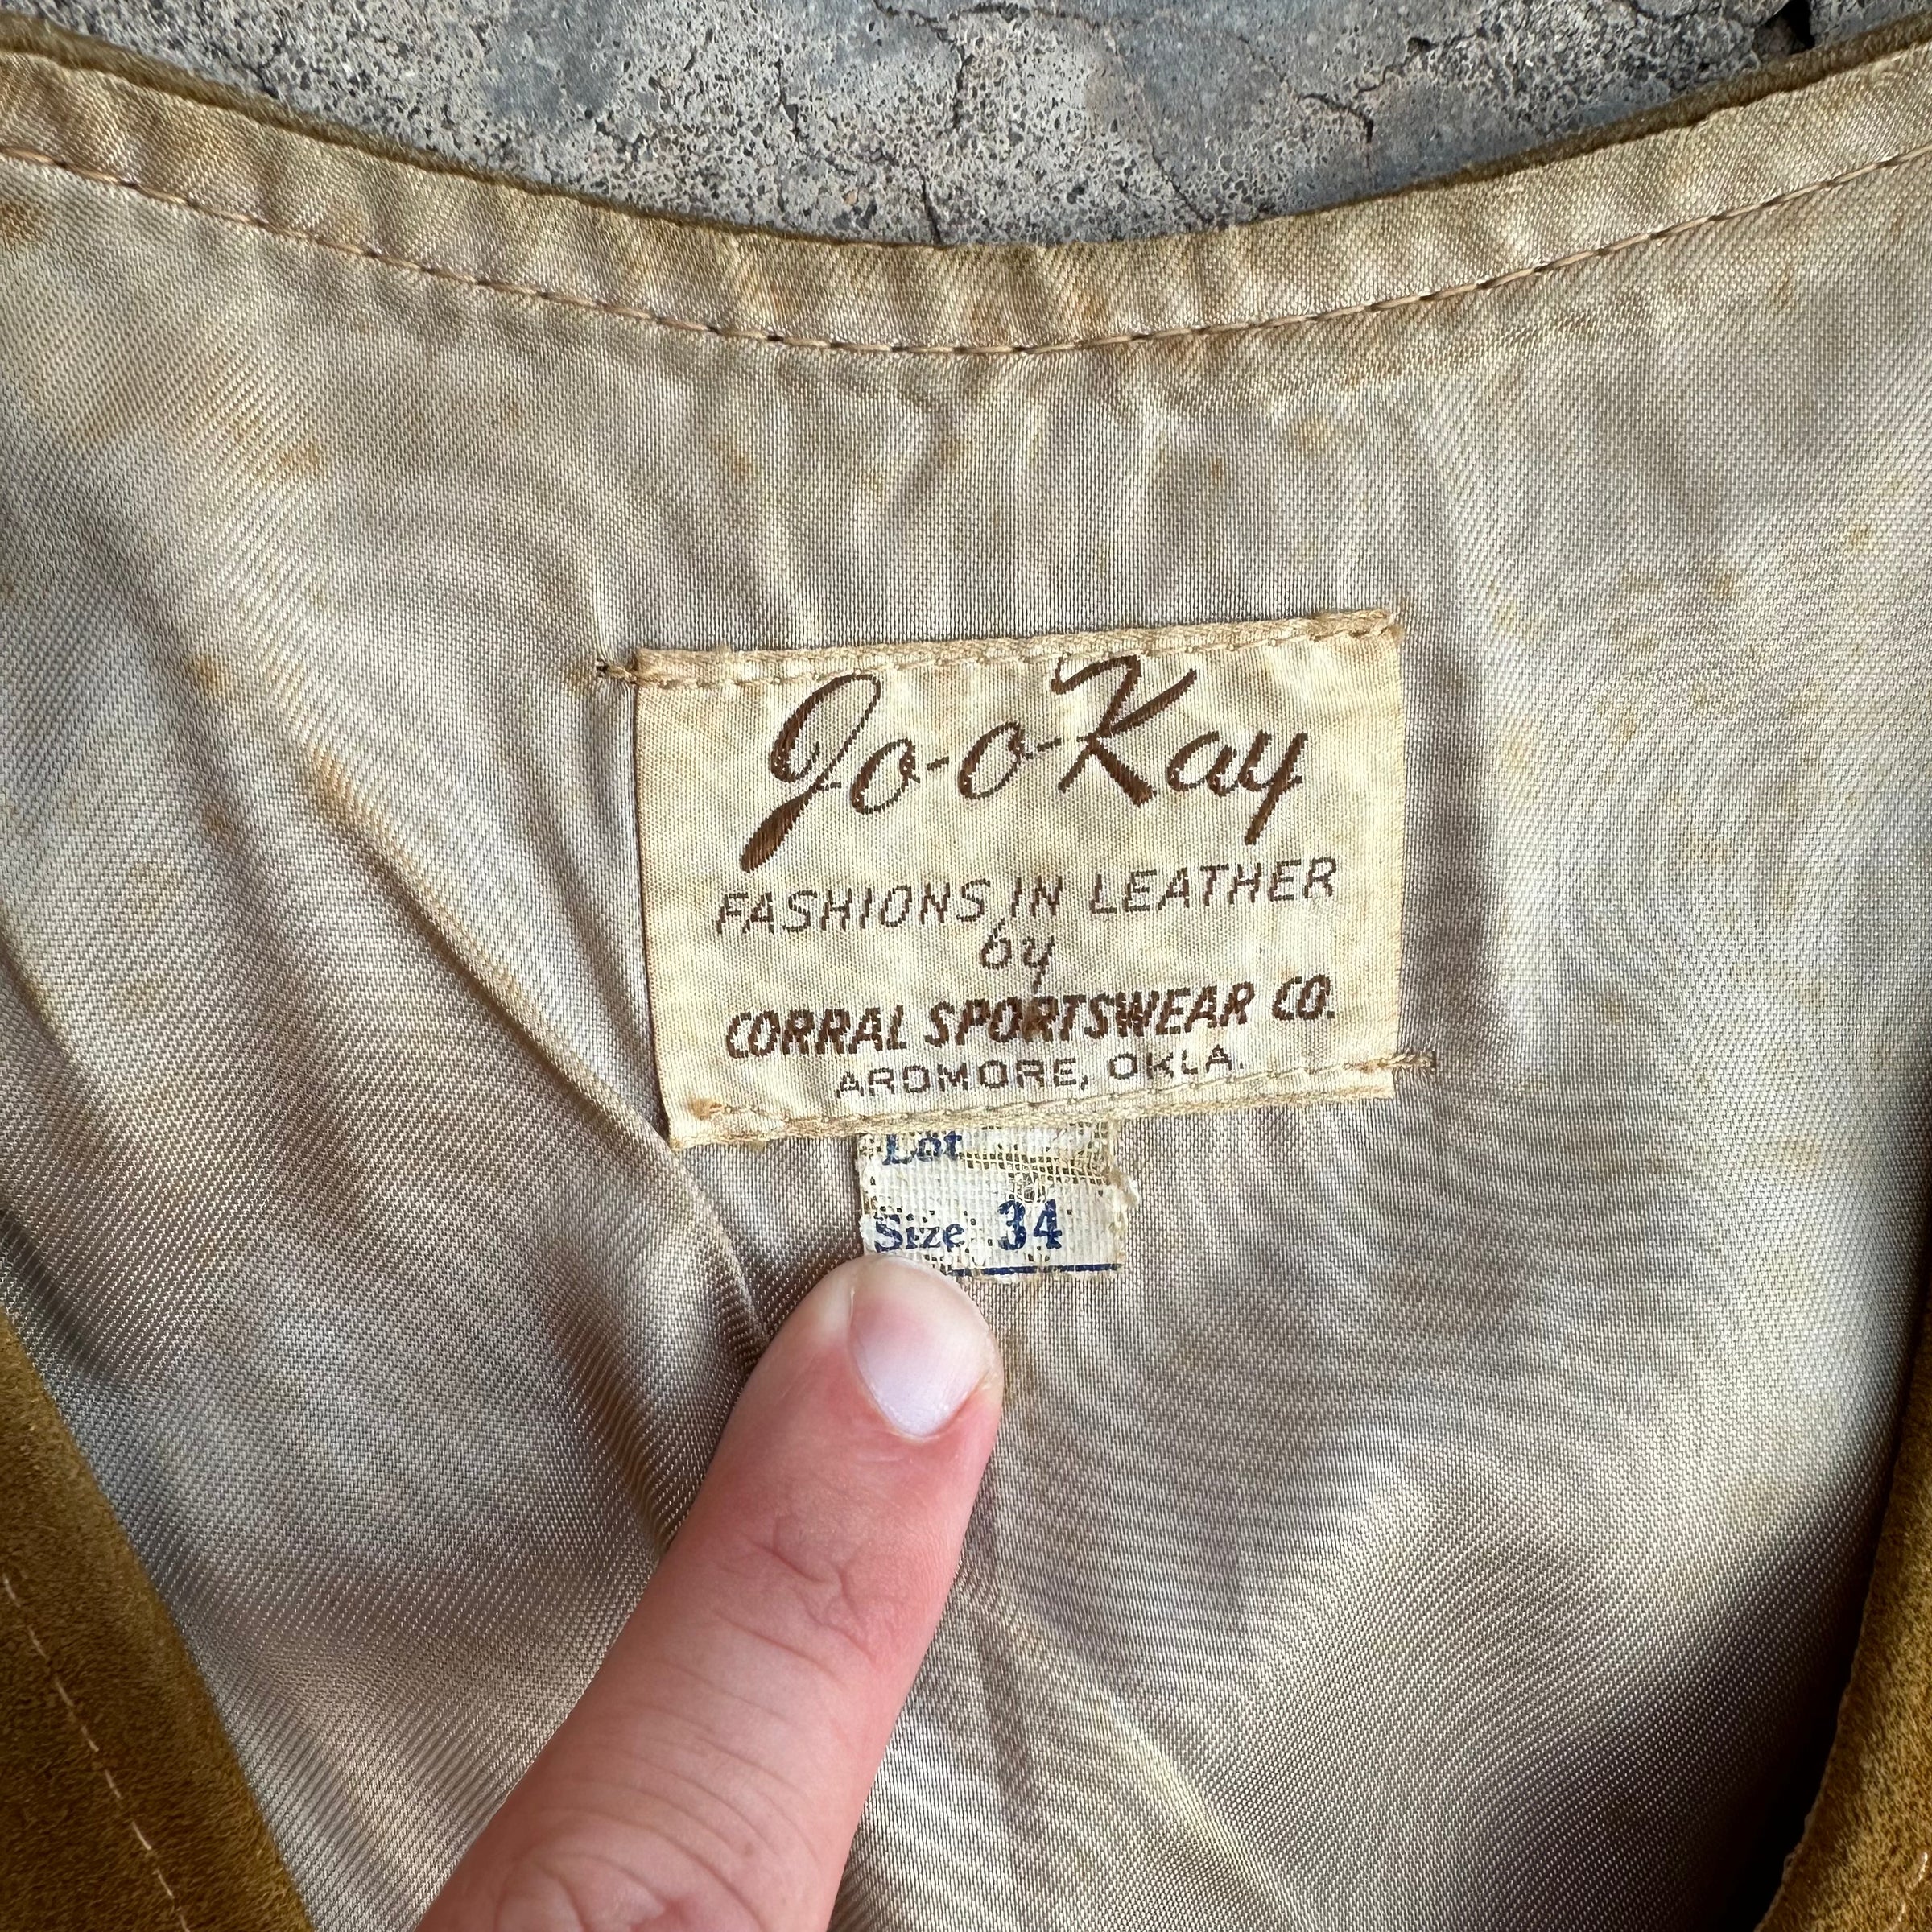 Jo-o-Kay
FASHIONS IN LEATHER
by
CORRAL SPORTSWEAR CO.
ARDMORE, OKLA.
Lot
Size 34